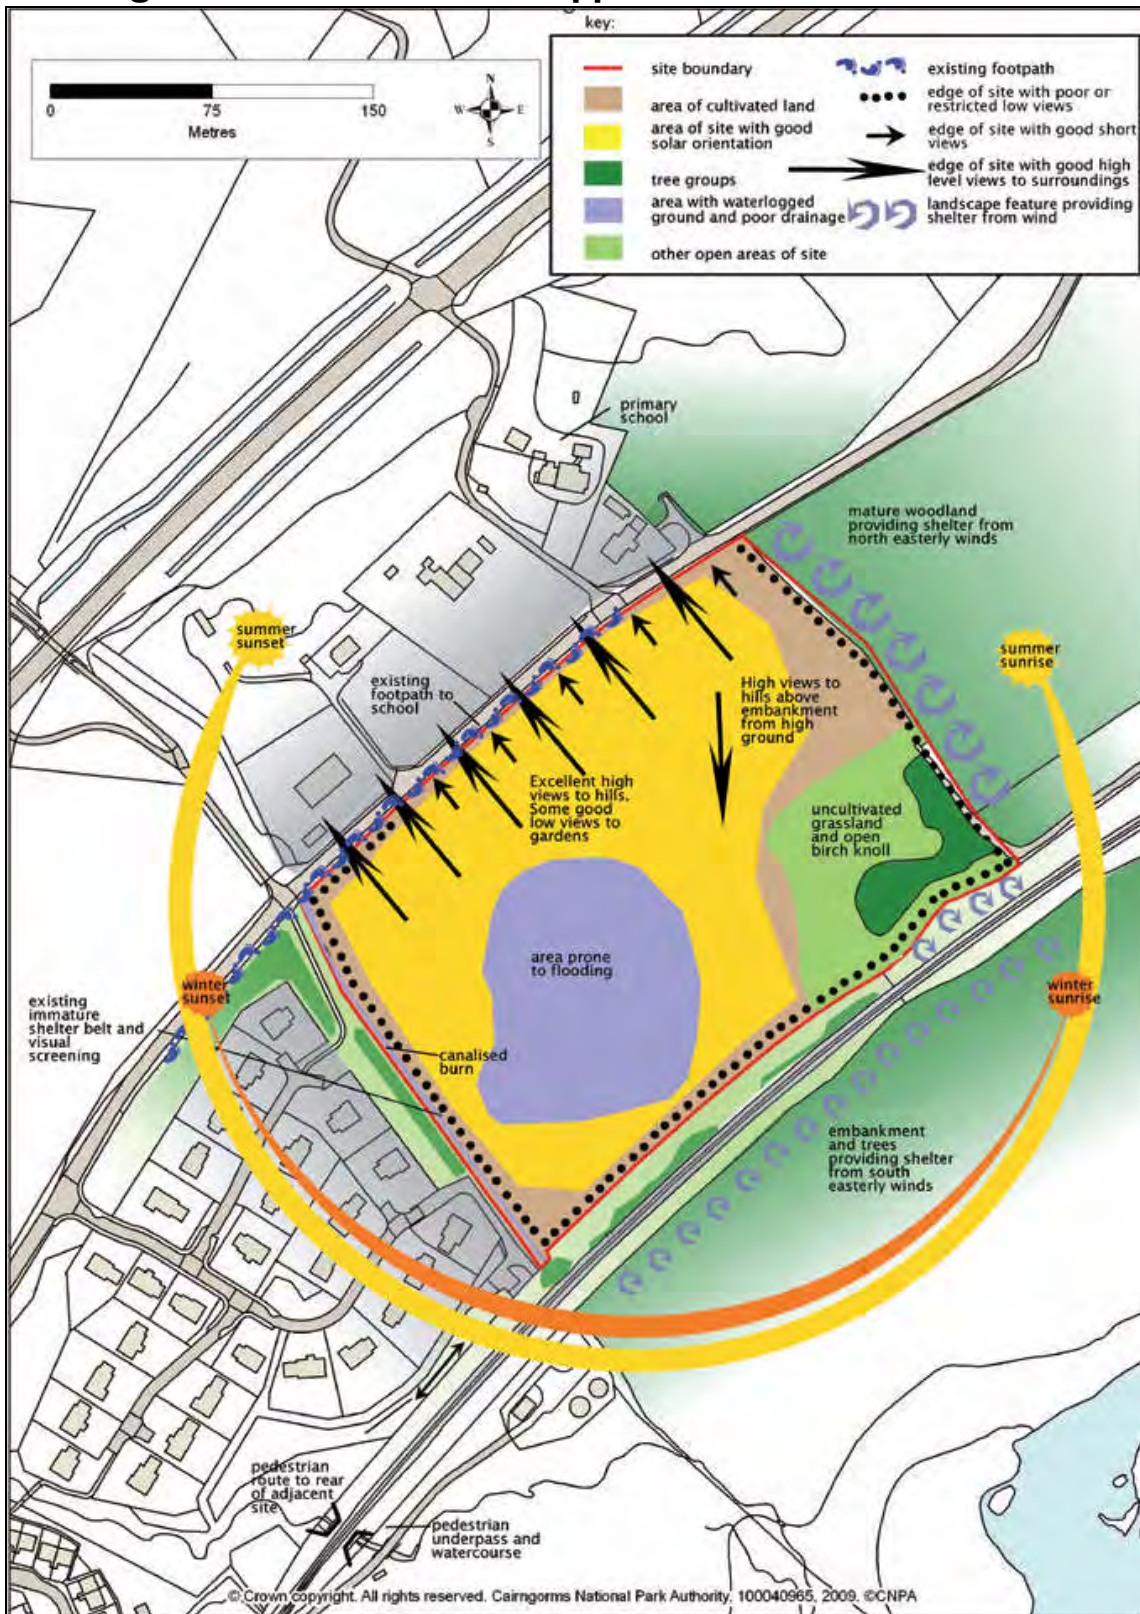 key:
site boundary
area of cultivated land
area of site with good
solar orientation
tree groups
area with waterlogged
ground and poor drainage
other open areas of site
existing footpath
edge of site with poor or
restricted low views
edge of site with good short
views
edge of site with good high
level views to surroundings
landscape feature providing
shelter from wind
0 75 150
Metres
N
W E
S
primary
school
mature woodland
providing shelter from
north easterly winds
summer
sunset
summer
sunrise
existing
footpath to
school
High views to
hills above
embankment
from high
ground
Excellent high
views to hills.
Some good
low views to
gardens
uncultivated
grassland
and open
birch knoll
area prone
to flooding
winter
sunset
winter
sunrise
existing
immature
shelter belt and
visual
screening
canalised
burn
embankment
and trees
providing shelter
from south
easterly winds
pedestrian
route to rear
of adjacent
site
pedestrian
underpass and
watercourse
© Crown copyright. All rights reserved. Cairngorms National Park Authority. 100040965, 2009. ©CNPA